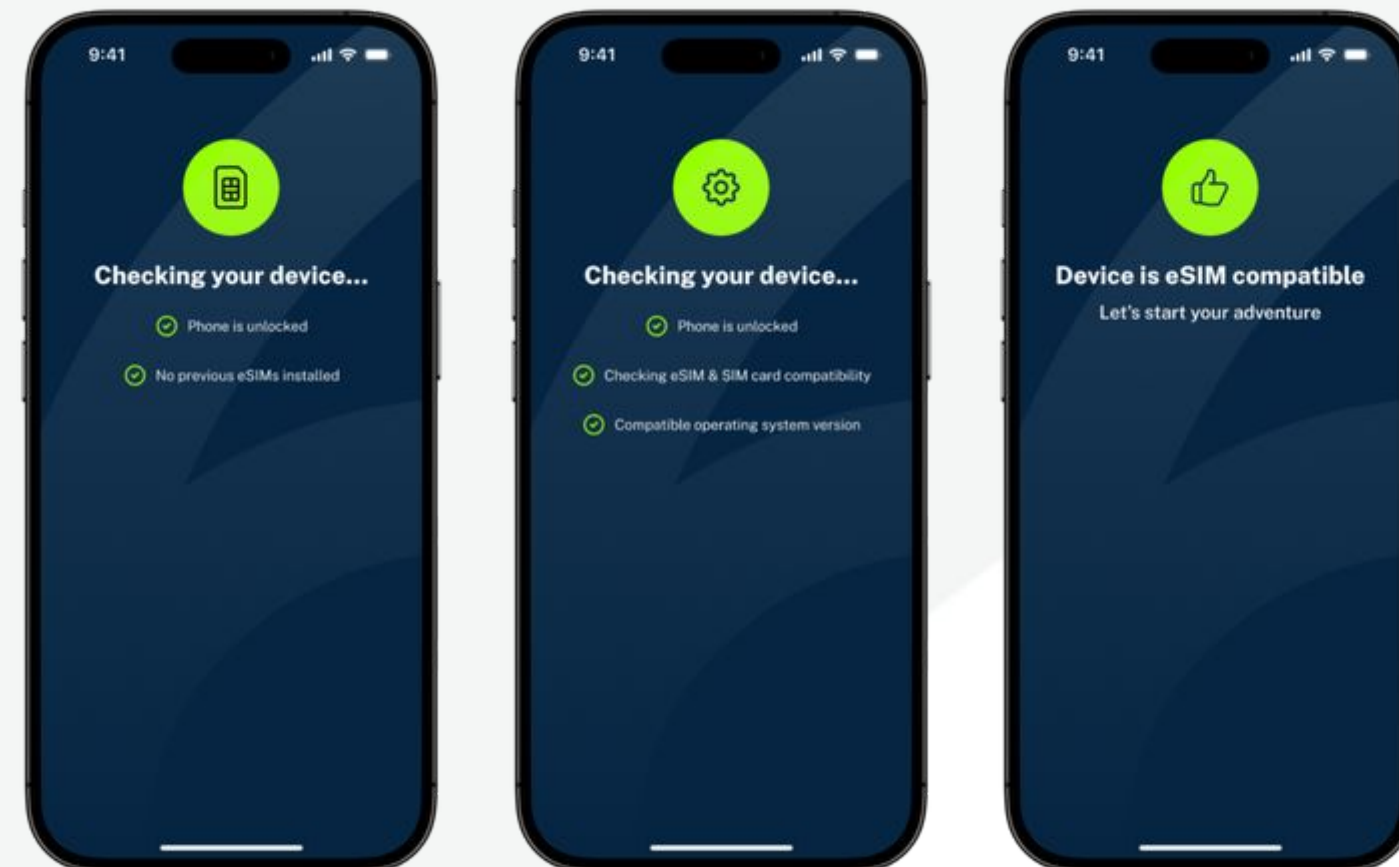 9:41
Checking your device...
Phone is unlocked
No previous eSIMs installed
9:41
Checking your device...
Phone is unlocked
Checking eSIM & SIM card compatibility
Compatible operating system version
9:41
Device is eSIM compatible
Let's start your adventure